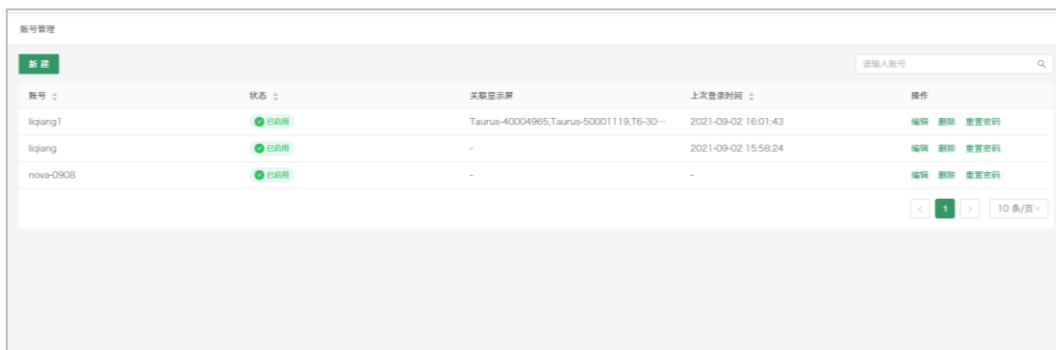 账号管理
新 建
请输入账号
账号 状态 关联显示屏 上次登录时间 操作
liqiang1 已启用 Taurus-40004965,Taurus-50001119,T6-30··· 2021-09-02 16:01:43 编辑 删除 重置密码
liqiang 已启用 - 2021-09-02 15:58:24 编辑 删除 重置密码
nova-0908 已启用 - - 编辑 删除 重置密码
< 1 > 10 条/页